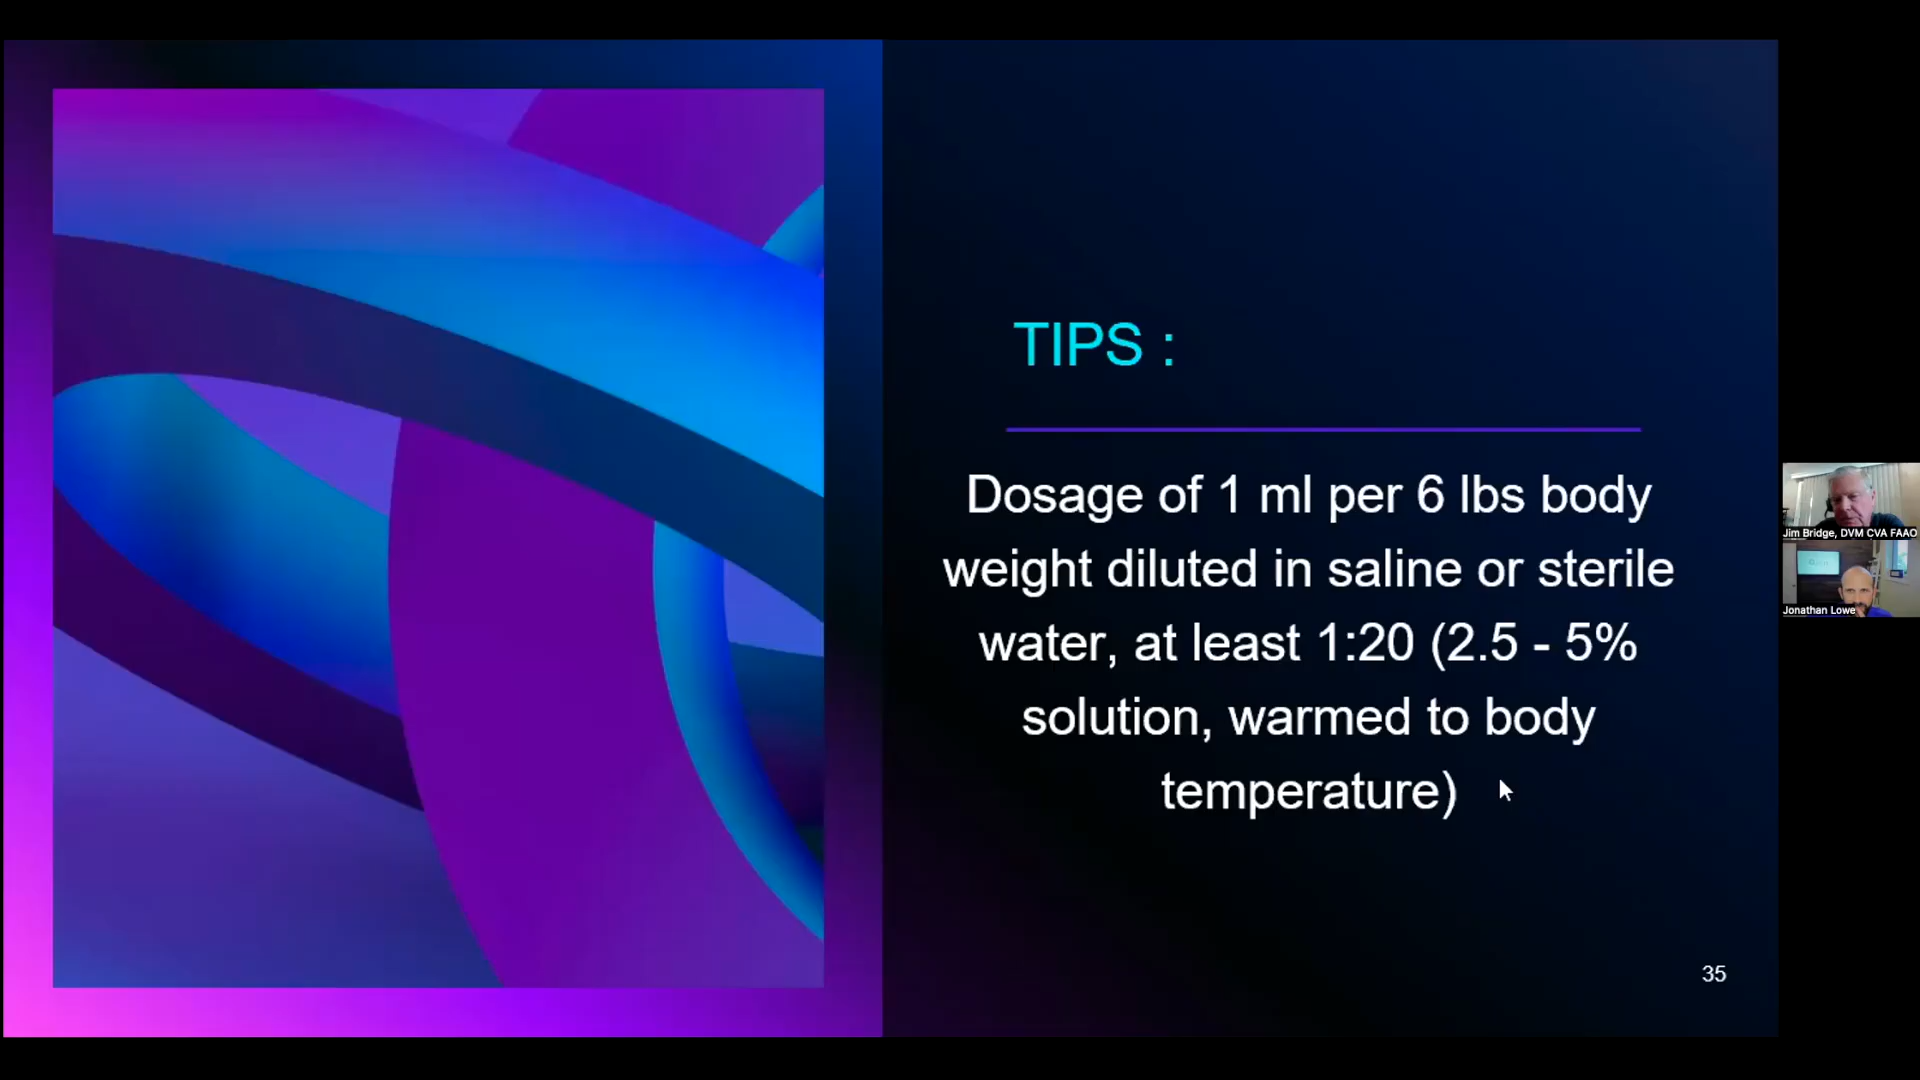 TIPS :
Dosage of 1 ml per 6 lbs body
weight diluted in saline or sterile
water, at least 1:20 (2.5 - 5%
solution, warmed to body
temperature)
35
Jim Bridge, DVM CVA FAAO
Jonathan Lowe